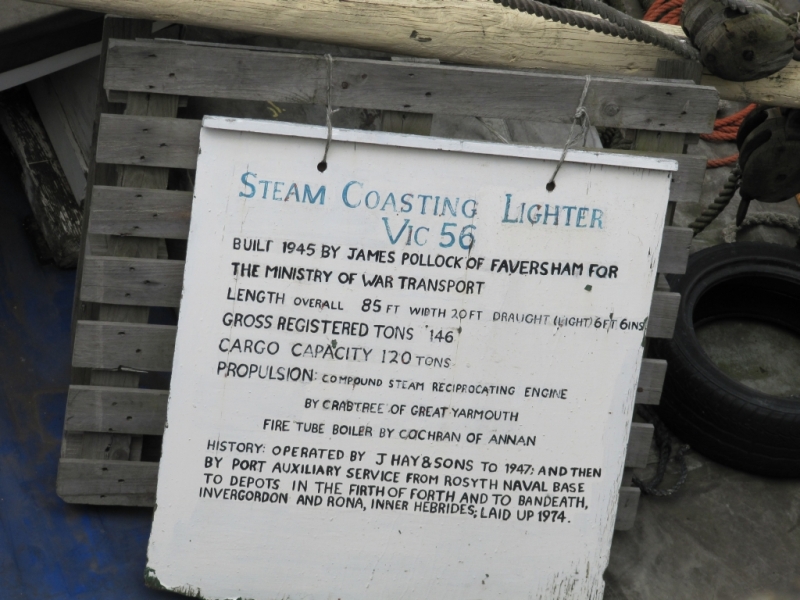 STEAM COASTING LIGHTER
VIC 56
BUILT 1945 BY JAMES POLLOCK OF FAVERSHAM FOR
THE MINISTRY OF WAR TRANSPORT
LENGTH OVERALL 85 FT WIDTH 20 FT DRAUGHT (LIGHT) 6 FT 6 INS
GROSS REGISTERED TONS 146
CARGO CAPACITY 120 TONS
PROPULSION: COMPOUND STEAM RECIPROCATING ENGINE
BY CRABTREE OF GREAT YARMOUTH
FIRE TUBE BOILER BY COCHRAN OF ANNAN
HISTORY: OPERATED BY J HAY & SONS TO 1947; AND THEN
BY PORT AUXILIARY SERVICE FROM ROSYTH NAVAL BASE
TO DEPOTS IN THE FIRTH OF FORTH AND TO BANDEATH,
INVERGORDON AND RONA, INNER HEBRIDES; LAID UP 1974.